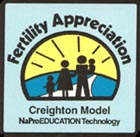 Fertility Appreciation
Creighton Model
NaProEDUCATION Technology